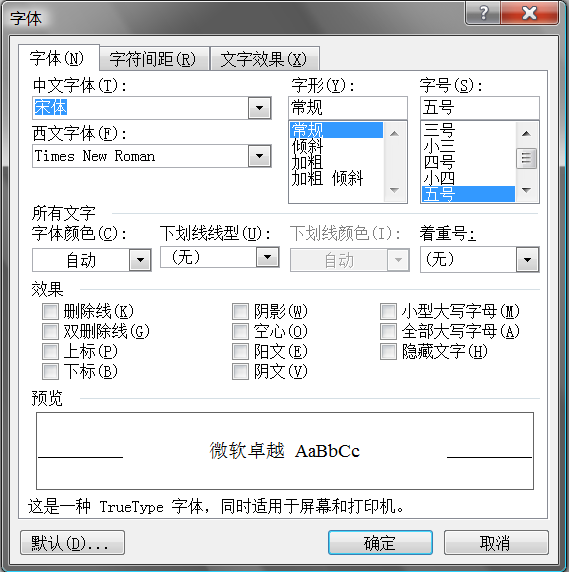 字体
字体(N) 字符间距(R) 文字效果(X)
中文字体(T): 字形(Y): 字号(S):
宋体 常规 五号
西文字体(F): 常规 三号
Times New Roman 倾斜 小三
加粗 四号
加粗 倾斜 小四
五号
所有文字
字体颜色(C): 下划线线型(U): 下划线颜色(I): 着重号:
自动 (无) 自动 (无)
效果
删除线(K) 阴影(W) 小型大写字母(M)
双删除线(G) 空心(O) 全部大写字母(A)
上标(P) 阳文(E) 隐藏文字(H)
下标(B) 阴文(V)
预览
微软卓越 AaBbCc
这是一种 TrueType 字体，同时适用于屏幕和打印机。
默认(D)... 确定 取消